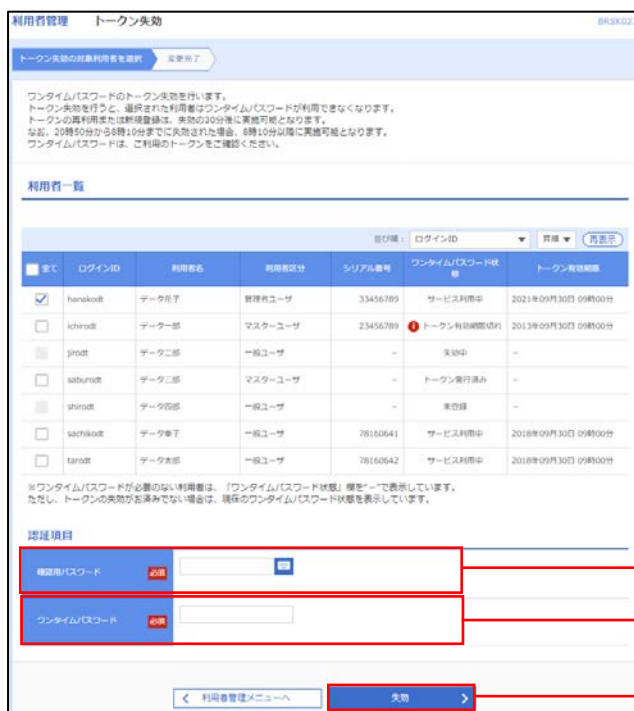 利用者管理 トークン失効 BRSK02
トークン失効の対象利用者を選択 変更完了
ワンタイムパスワードのトークン失効を行います。
トークン失効を行うと、選択された利用者はワンタイムパスワードが利用できなくなります。
トークンの再利用または新規登録は、失効の30分後に実施可能となります。
なお、20時50分から8時10分までに失効された場合、8時10分以降に実施可能となります。
ワンタイムパスワードは、ご利用のトークンをご確認ください。
利用者一覧
並び順： ログインID 昇順 再表示
全て ログインID 利用者名 利用者区分 シリアル番号 ワンタイムパスワード状態 トークン有効期限
hanakodt データ花子 管理者ユーザ 33456789 サービス利用中 2021年09月30日 09時00分
ichirodt データ一郎 マスターユーザ 23456789 トークン有効期限切れ 2013年09月30日 09時00分
jirodt データ二郎 一般ユーザ － 失効中 －
saburodt データ三郎 マスターユーザ － トークン発行済み －
shirodt データ四郎 一般ユーザ － 未登録 －
sachikodt データ幸子 一般ユーザ 78160641 サービス利用中 2018年09月30日 09時00分
tarodt データ太郎 一般ユーザ 78160642 サービス利用中 2018年09月30日 09時00分
※ワンタイムパスワードが必要のない利用者は、「ワンタイムパスワード状態」欄を"－"で表示しています。
ただし、トークンの失効がお済みでない場合は、現在のワンタイムパスワード状態を表示しています。
認証項目
確認用パスワード 必須
ワンタイムパスワード 必須
利用者管理メニューへ 失効